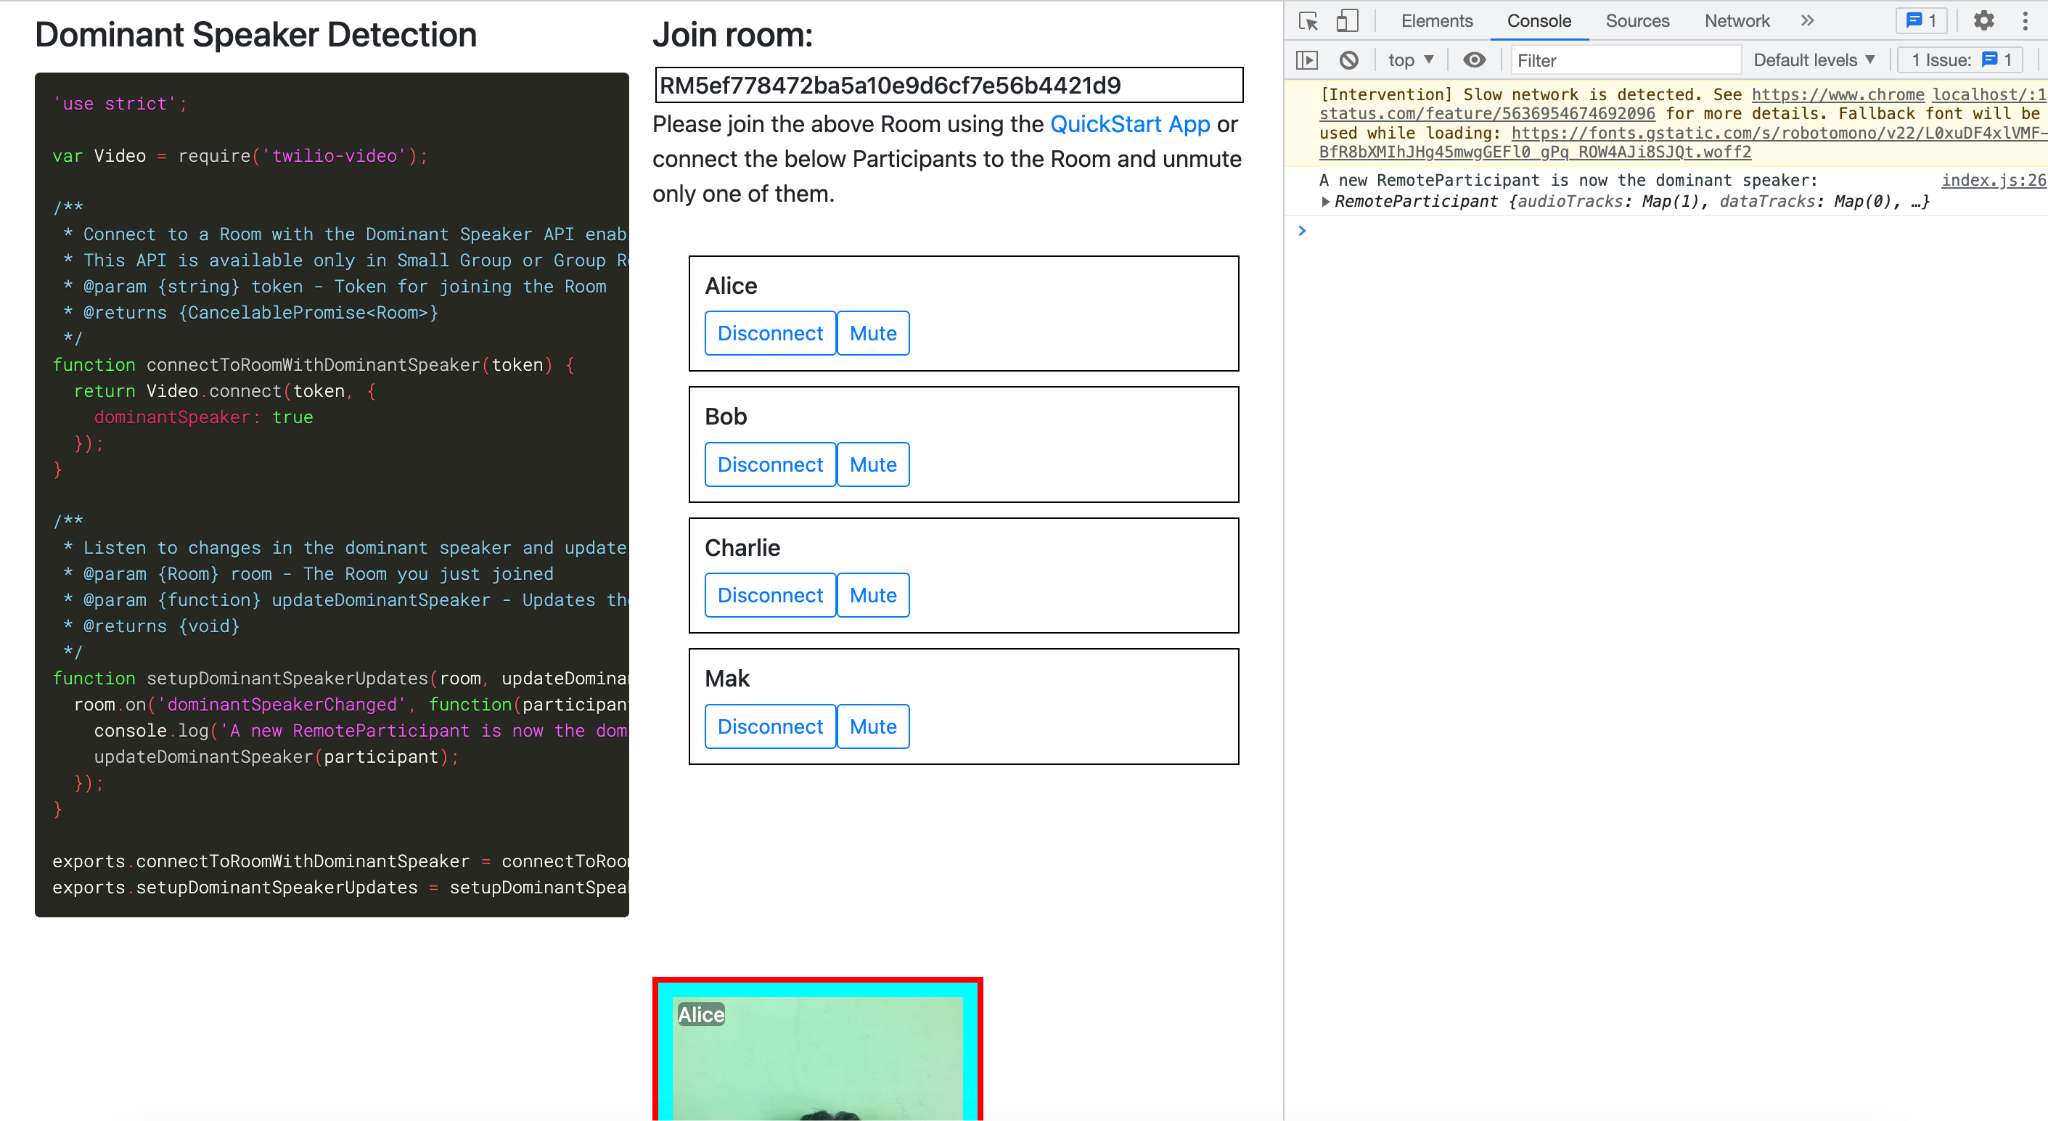 Dominant Speaker Detection
'use strict';
var Video = require('twilio-video');
/**
* Connect to a Room with the Dominant Speaker API enab
* This API is available only in Small Group or Group R
* @param {string} token - Token for joining the Room
* @returns {CancelablePromise<Room>}
*/
function connectToRoomWithDominantSpeaker(token) {
return Video.connect(token, {
dominantSpeaker: true
});
}
/**
* Listen to changes in the dominant speaker and update
* @param {Room} room - The Room you just joined
* @param {function} updateDominantSpeaker - Updates th
* @returns {void}
*/
function setupDominantSpeakerUpdates(room, updateDomina
room.on('dominantSpeakerChanged', function(participan
console.log('A new RemoteParticipant is now the dom
updateDominantSpeaker(participant);
});
}
exports.connectToRoomWithDominantSpeaker = connectToRoo
exports.setupDominantSpeakerUpdates = setupDominantSpea
Join room:
RM5ef778472ba5a10e9d6cf7e56b4421d9
Please join the above Room using the QuickStart App or
connect the below Participants to the Room and unmute
only one of them.
Alice
Disconnect Mute
Bob
Disconnect Mute
Charlie
Disconnect Mute
Mak
Disconnect Mute
Alice
Elements Console Sources Network » 1
top ▼ Filter Default levels ▼ 1 Issue: 1
[Intervention] Slow network is detected. See https://www.chrome localhost/:1
status.com/feature/5636954674692096 for more details. Fallback font will be
used while loading: https://fonts.gstatic.com/s/robotomono/v22/L0xuDF4xlVMF-
BfR8bXMIhJHg45mwgGEFl0_gPq_ROW4AJi8SJQt.woff2
A new RemoteParticipant is now the dominant speaker: index.js:26
▶ RemoteParticipant {audioTracks: Map(1), dataTracks: Map(0), …}